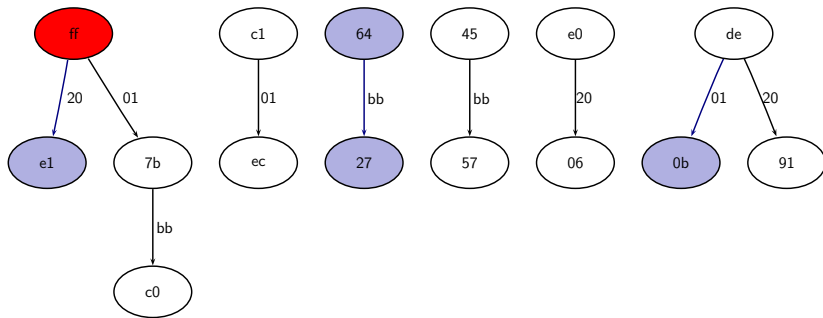 ff c1 64 45 e0 de
20 01 01 bb bb 20 01 20
e1 7b ec 27 57 06 0b 91
bb
c0